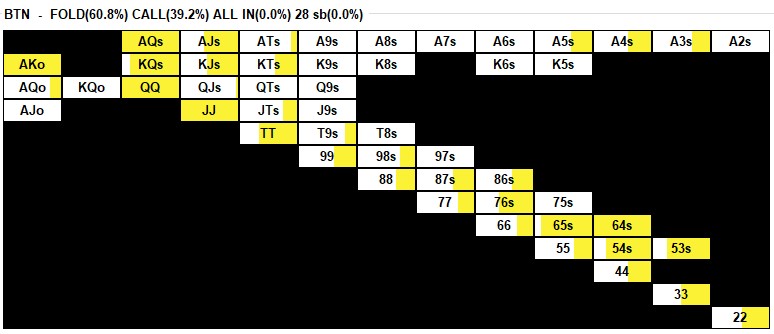 BTN - FOLD(60.8%) CALL(39.2%) ALL IN(0.0%) 28 sb(0.0%)
AQs AJs ATs A9s A8s A7s A6s A5s A4s A3s A2s
AKo KQs KJs KTs K9s K8s K6s K5s
AQo KQo QQ QJs QTs Q9s
AJo JJ JTs J9s
TT T9s T8s
99 98s 97s
88 87s 86s
77 76s 75s
66 65s 64s
55 54s 53s
44
33
22